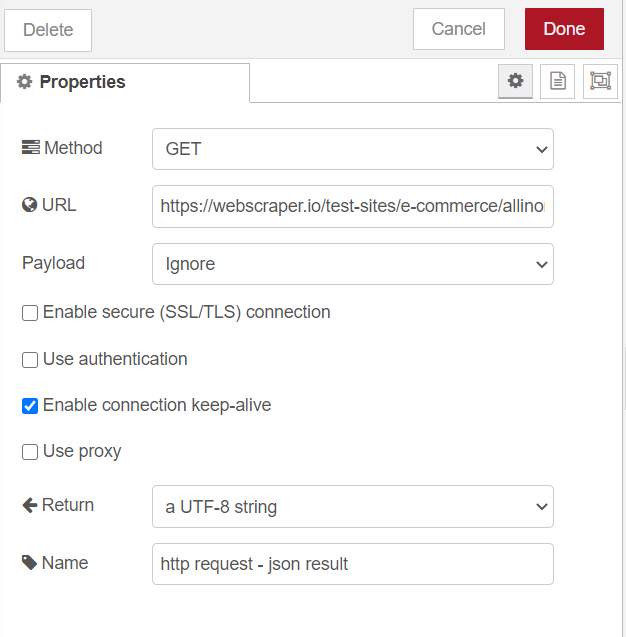 Delete
Cancel
Done
Properties
Method
GET
URL
https://webscraper.io/test-sites/e-commerce/allino
Payload
Ignore
Enable secure (SSL/TLS) connection
Use authentication
Enable connection keep-alive
Use proxy
Return
a UTF-8 string
Name
http request - json result